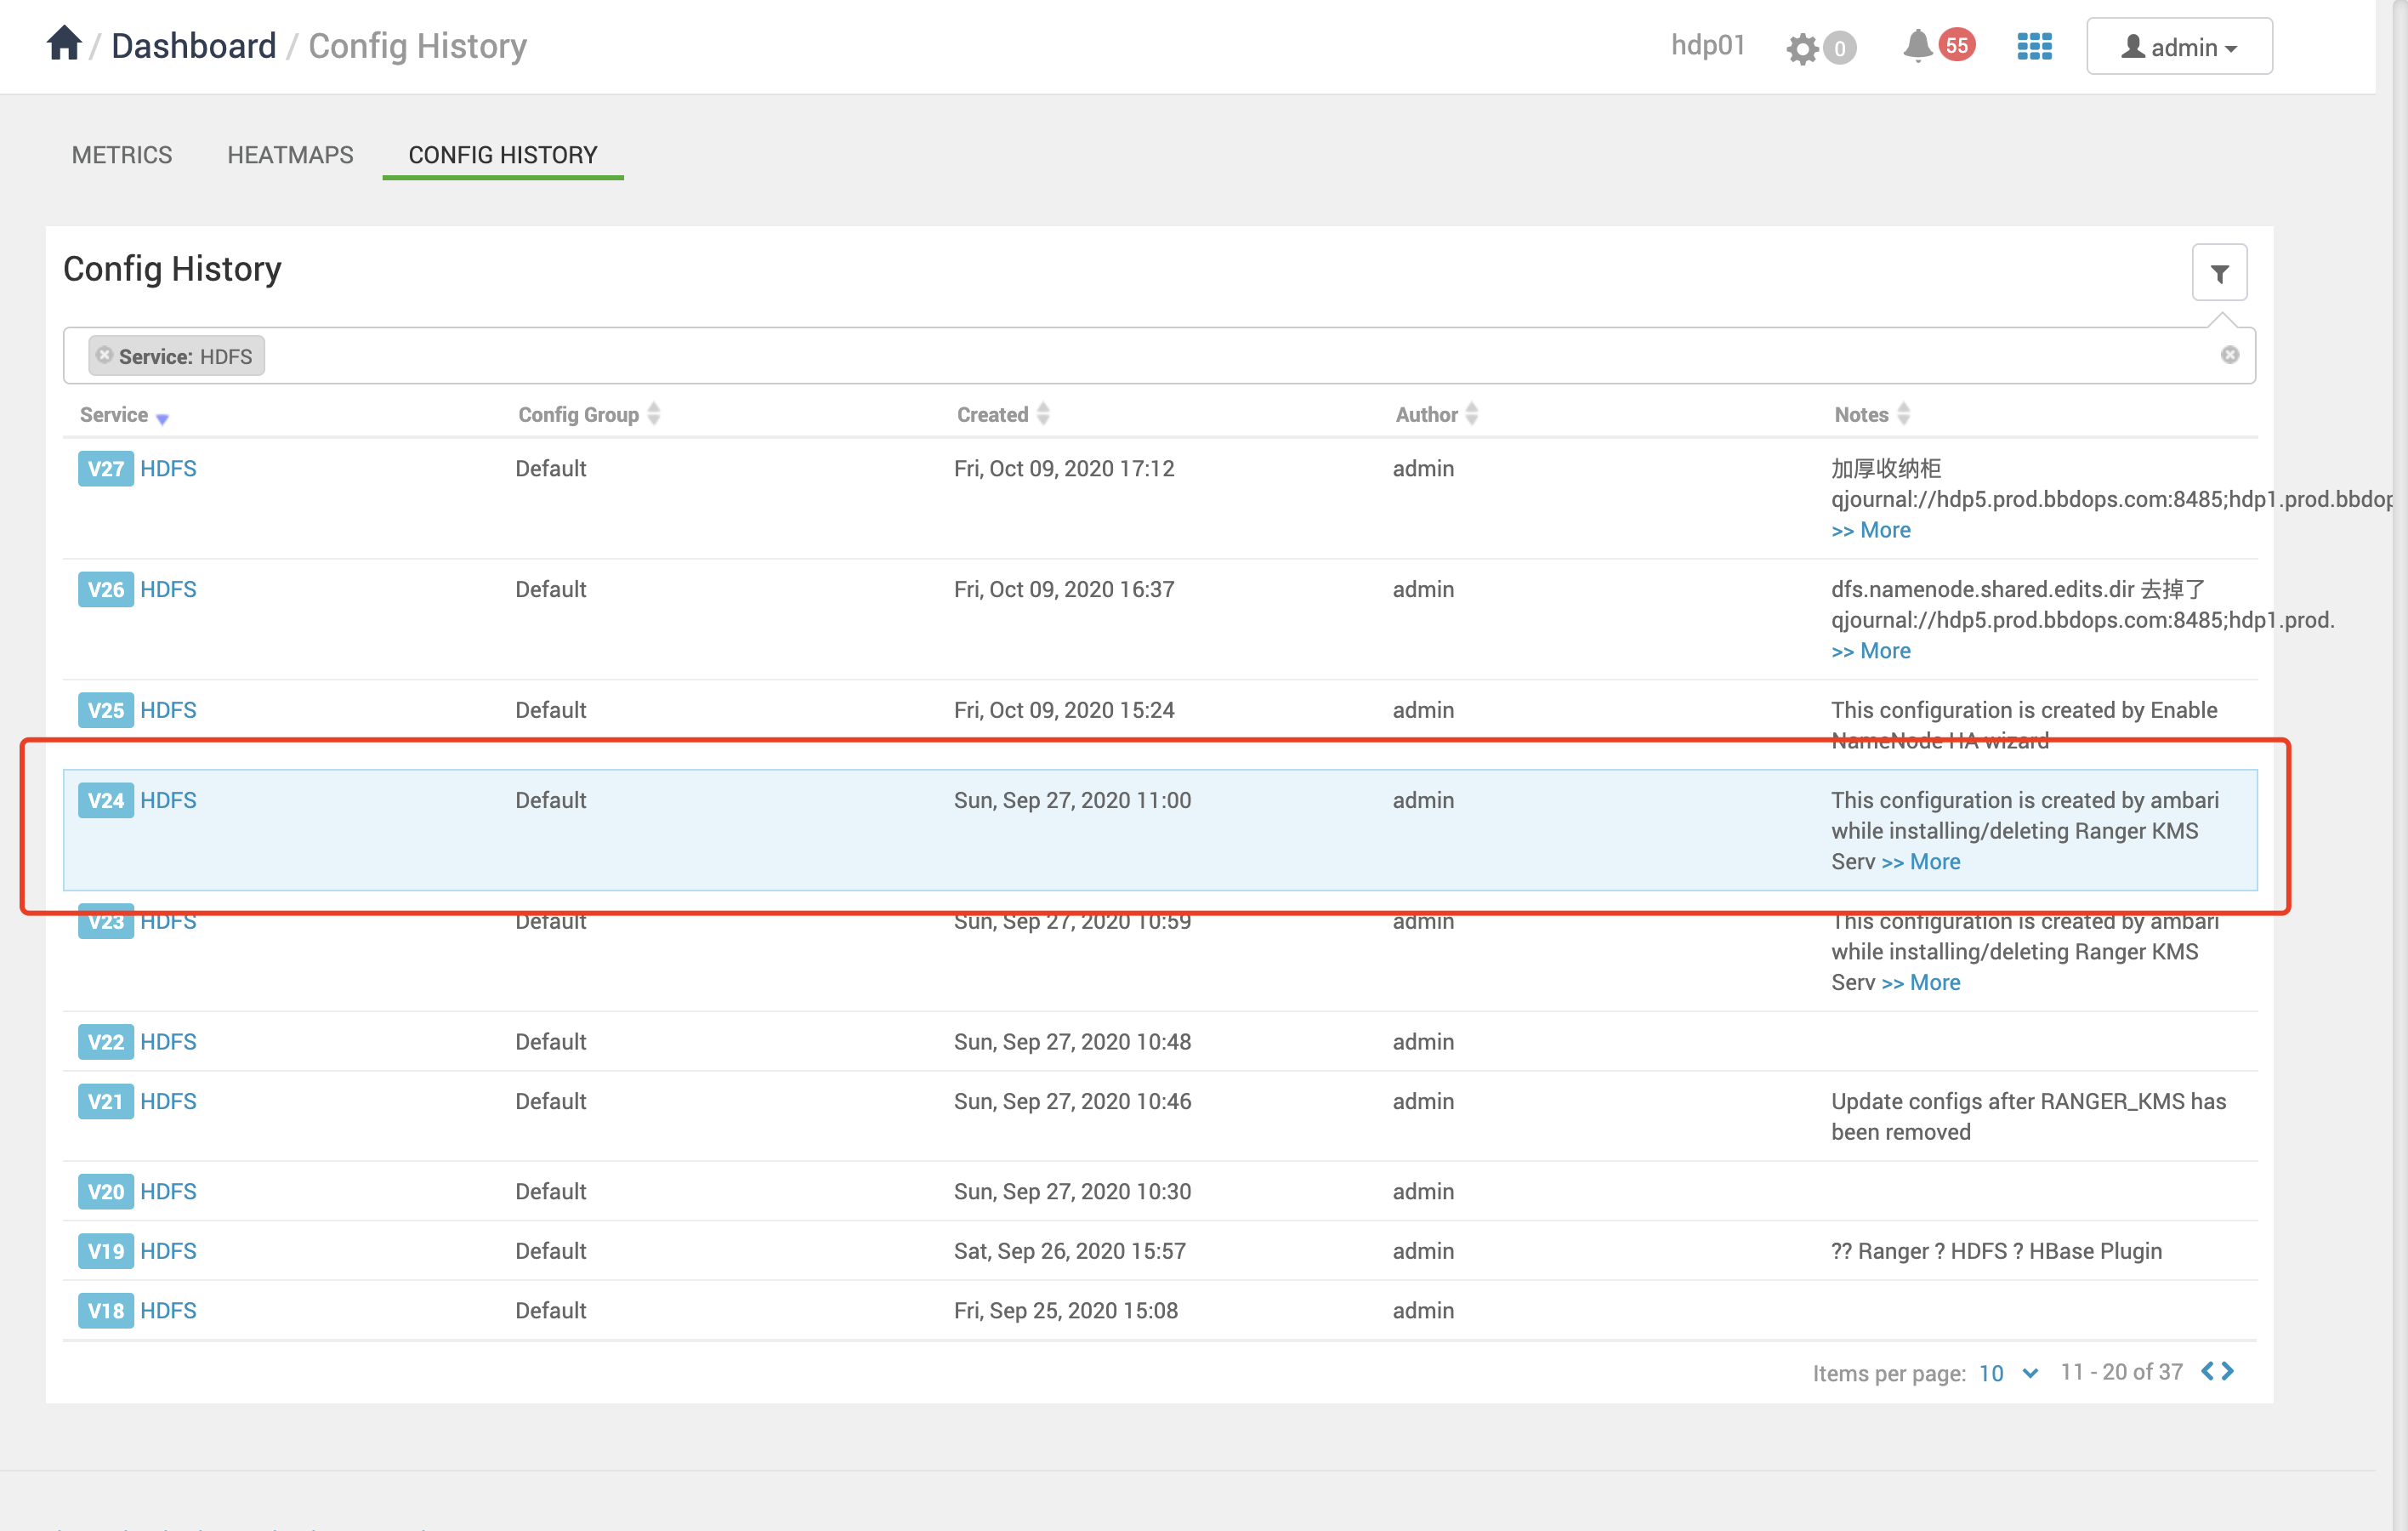 / Dashboard / Config History
hdp01
0
55
admin
METRICS
HEATMAPS
CONFIG HISTORY
Config History
Service: HDFS
Service
Config Group
Created
Author
Notes
V27 HDFS Default Fri, Oct 09, 2020 17:12 admin 加厚收纳柜
qjournal://hdp5.prod.bbdops.com:8485;hdp1.prod.bbdop
>> More
V26 HDFS Default Fri, Oct 09, 2020 16:37 admin dfs.namenode.shared.edits.dir 去掉了
qjournal://hdp5.prod.bbdops.com:8485;hdp1.prod.
>> More
V25 HDFS Default Fri, Oct 09, 2020 15:24 admin This configuration is created by Enable
NameNode HA wizard
V24 HDFS Default Sun, Sep 27, 2020 11:00 admin This configuration is created by ambari
while installing/deleting Ranger KMS
Serv >> More
V23 HDFS Default Sun, Sep 27, 2020 10:59 admin This configuration is created by ambari
while installing/deleting Ranger KMS
Serv >> More
V22 HDFS Default Sun, Sep 27, 2020 10:48 admin
V21 HDFS Default Sun, Sep 27, 2020 10:46 admin Update configs after RANGER_KMS has
been removed
V20 HDFS Default Sun, Sep 27, 2020 10:30 admin
V19 HDFS Default Sat, Sep 26, 2020 15:57 admin ?? Ranger ? HDFS ? HBase Plugin
V18 HDFS Default Fri, Sep 25, 2020 15:08 admin
Items per page: 10 11 - 20 of 37